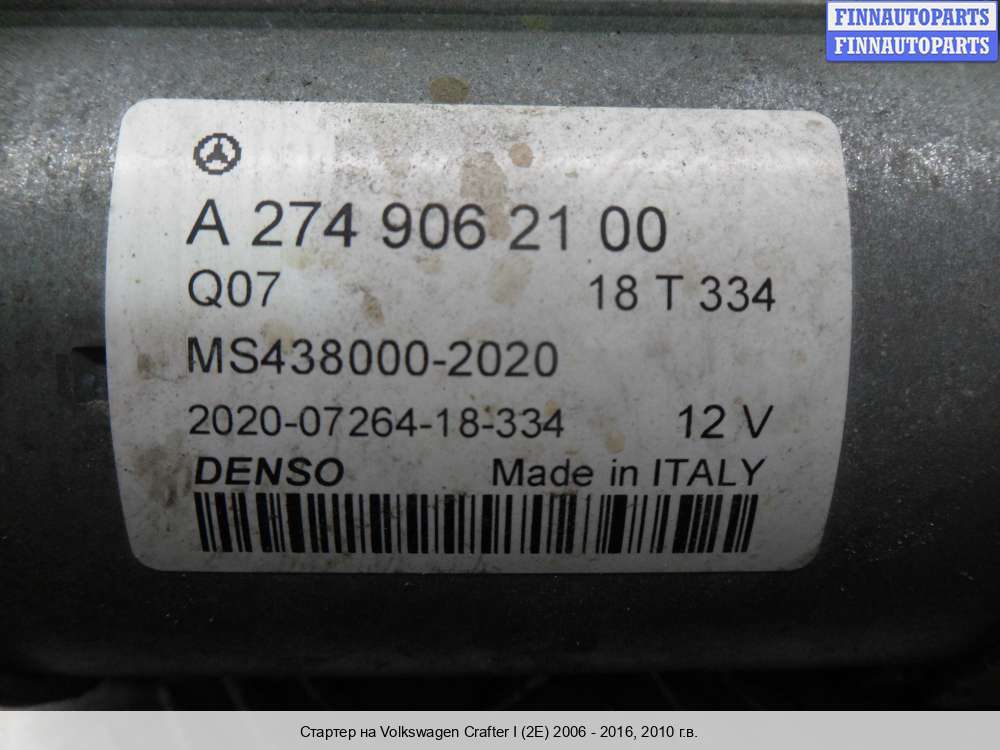 FINNAUTOPARTS
FINNAUTOPARTS
A 274 906 21 00
Q07 18 T 334
MS438000-2020
2020-07264-18-334 12 V
DENSO Made in ITALY
Стартер на Volkswagen Crafter I (2E) 2006 - 2016, 2010 г.в.